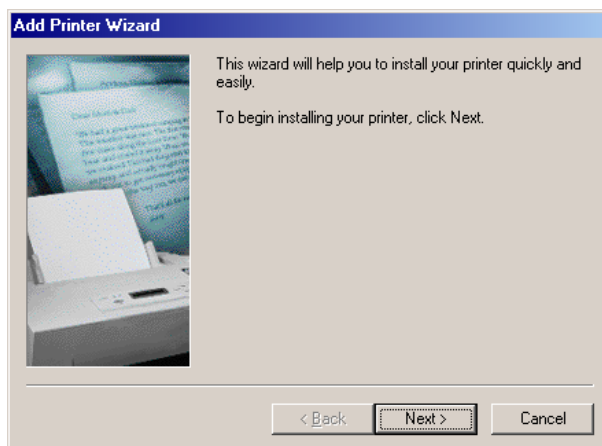 Add Printer Wizard
This wizard will help you to install your printer quickly and
easily.
To begin installing your printer, click Next.
< Back
Next >
Cancel